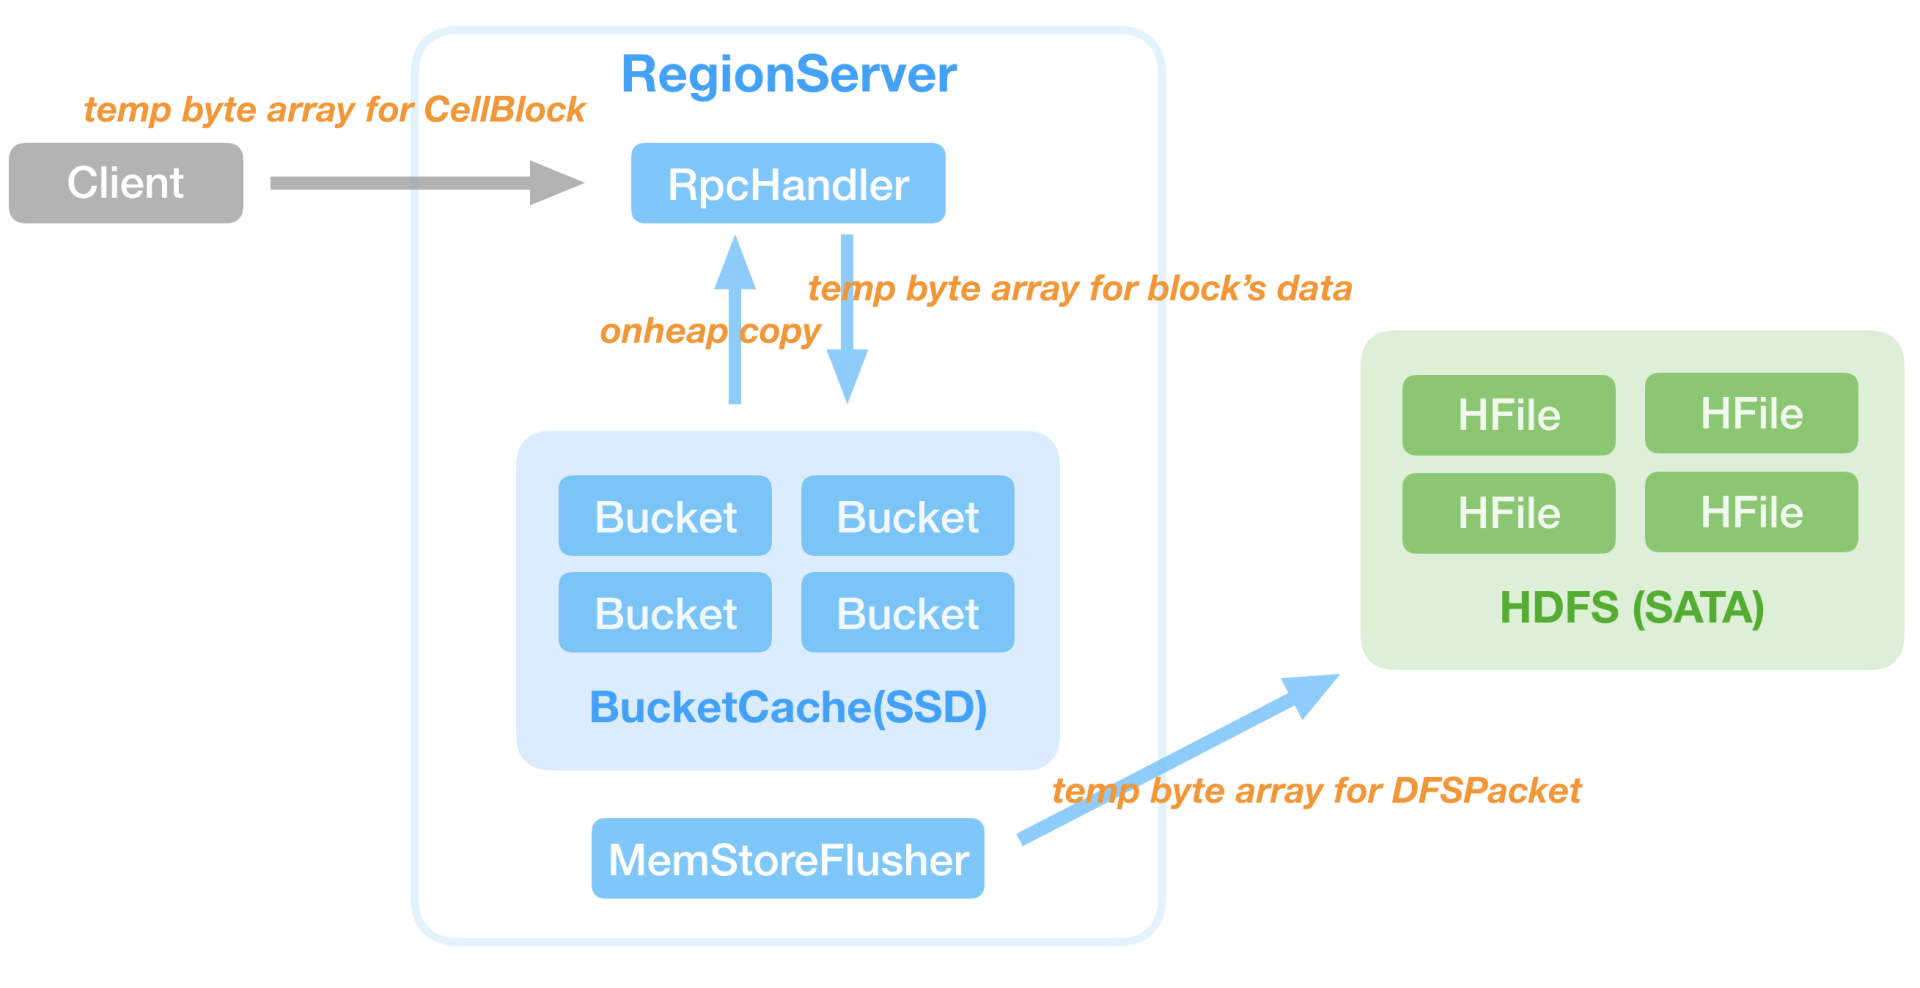 RegionServer
temp byte array for CellBlock
Client
RpcHandler
temp byte array for block’s data
onheap copy
Bucket
Bucket
Bucket
Bucket
BucketCache(SSD)
HFile
HFile
HFile
HFile
HDFS (SATA)
temp byte array for DFSPacket
MemStoreFlusher